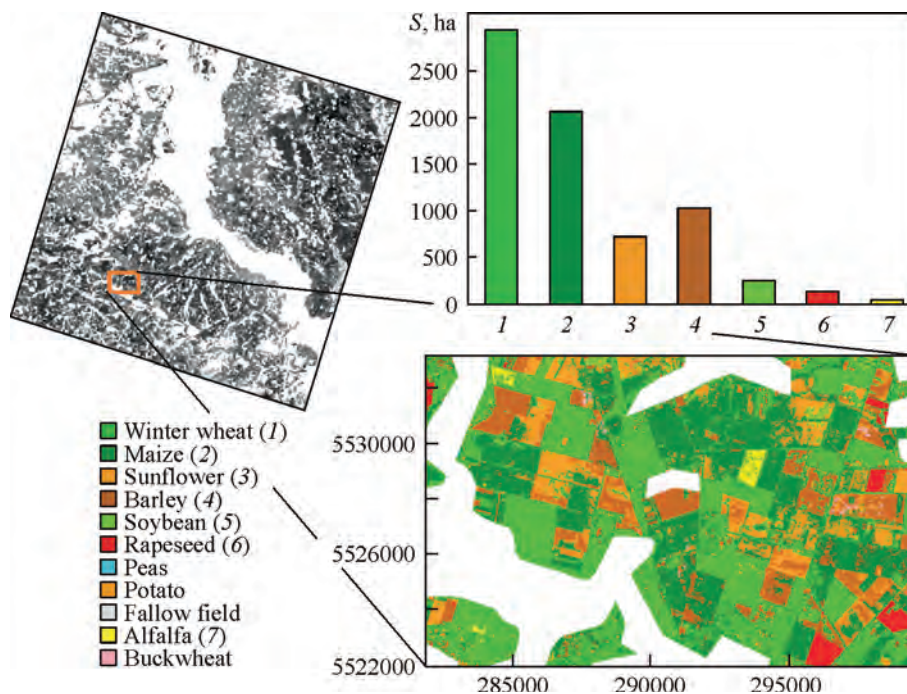 S, ha
2500
2000
1500
1000
500
0
1 2 3 4 5 6 7
Winter wheat (1)
Maize (2)
Sunflower (3)
Barley (4)
Soybean (5)
Rapeseed (6)
Peas
Potato
Fallow field
Alfalfa (7)
Buckwheat
5530000
5526000
5522000
285000 290000 295000